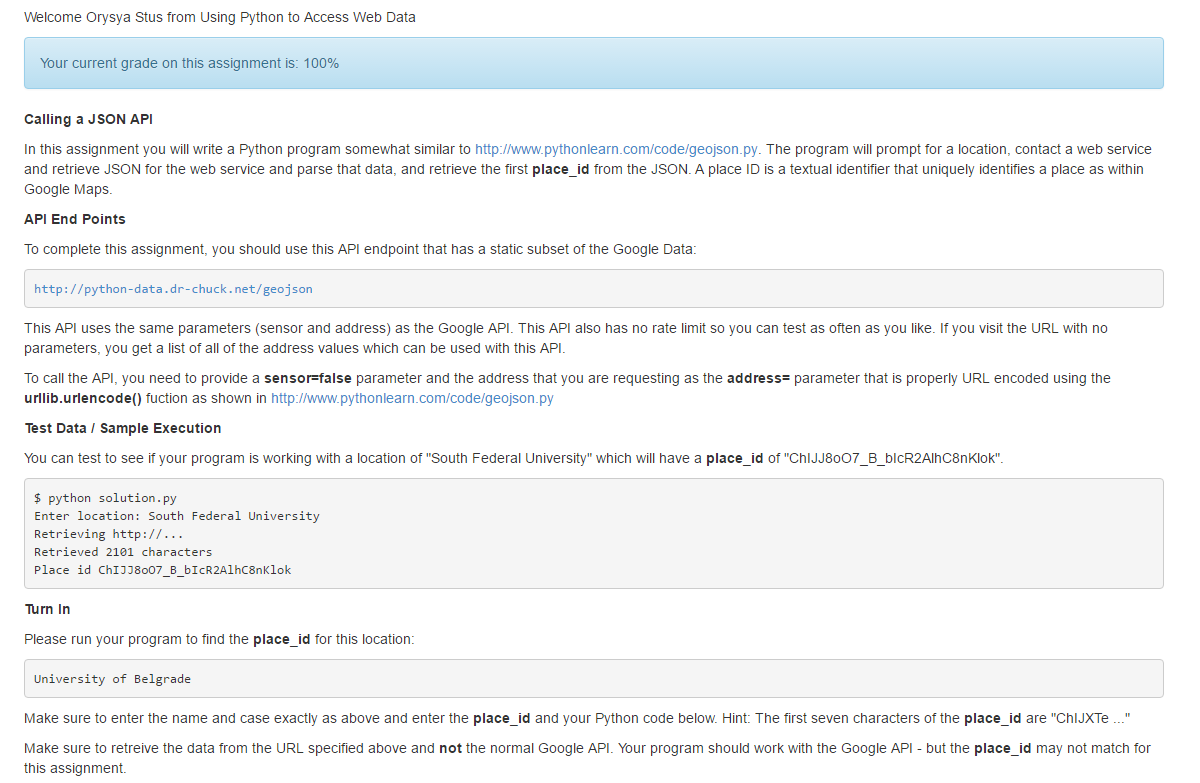 Welcome Orysya Stus from Using Python to Access Web Data
Your current grade on this assignment is: 100%
Calling a JSON API
In this assignment you will write a Python program somewhat similar to http://www.pythonlearn.com/code/geojson.py. The program will prompt for a location, contact a web service
and retrieve JSON for the web service and parse that data, and retrieve the first place_id from the JSON. A place ID is a textual identifier that uniquely identifies a place as within
Google Maps.
API End Points
To complete this assignment, you should use this API endpoint that has a static subset of the Google Data:
http://python-data.dr-chuck.net/geojson
This API uses the same parameters (sensor and address) as the Google API. This API also has no rate limit so you can test as often as you like. If you visit the URL with no
parameters, you get a list of all of the address values which can be used with this API.
To call the API, you need to provide a sensor=false parameter and the address that you are requesting as the address= parameter that is properly URL encoded using the
urllib.urlencode() fuction as shown in http://www.pythonlearn.com/code/geojson.py
Test Data / Sample Execution
You can test to see if your program is working with a location of "South Federal University" which will have a place_id of "ChIJJ8oO7_B_bIcR2AlhC8nKlok".
$ python solution.py
Enter location: South Federal University
Retrieving http://...
Retrieved 2101 characters
Place id ChIJJ8oO7_B_bIcR2AlhC8nKlok
Turn In
Please run your program to find the place_id for this location:
University of Belgrade
Make sure to enter the name and case exactly as above and enter the place_id and your Python code below. Hint: The first seven characters of the place_id are "ChIJXTe ..."
Make sure to retreive the data from the URL specified above and not the normal Google API. Your program should work with the Google API - but the place_id may not match for
this assignment.